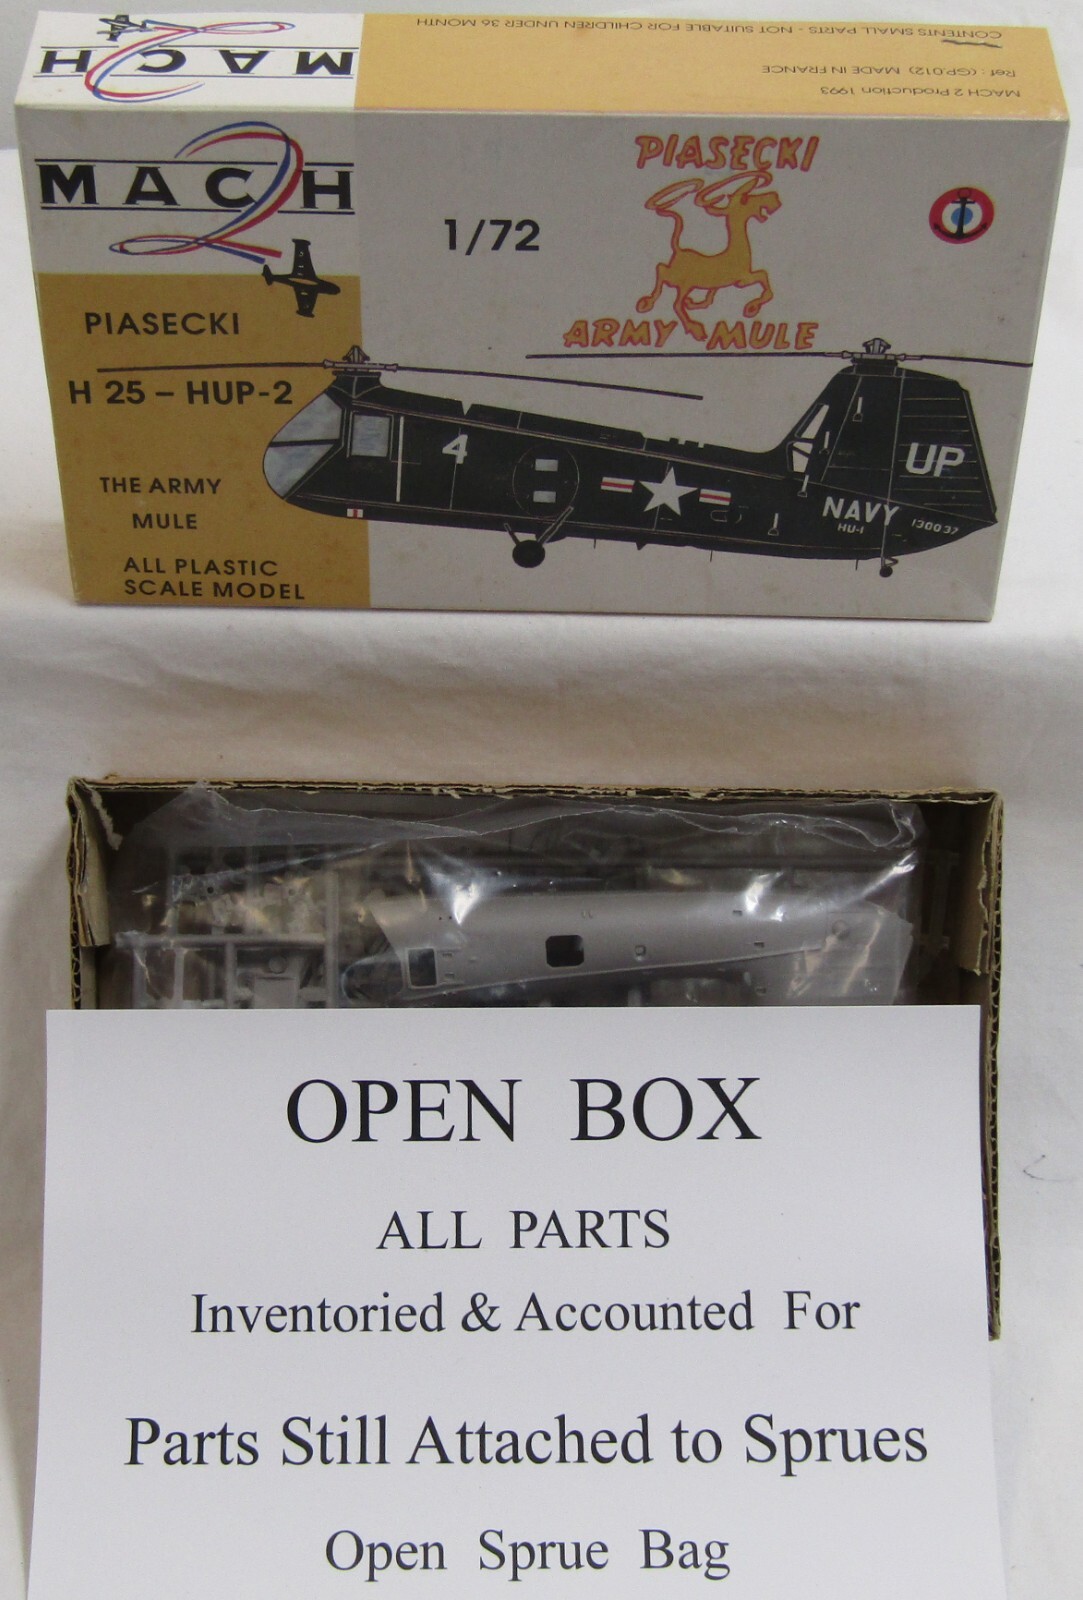 MACH 2
CONTENTS SMALL PARTS - NOT SUITABLE FOR CHILDREN UNDER 36 MONTH
Ref : (GP.012) MADE IN FRANCE
MACH 2 Production 1993
MACH 2
1/72
PIASECKI
ARMY MULE
PIASECKI
H 25 – HUP-2
THE ARMY
MULE
ALL PLASTIC
SCALE MODEL
4
UP
NAVY
HU-1
130037
OPEN BOX
ALL PARTS
Inventoried & Accounted For
Parts Still Attached to Sprues
Open Sprue Bag